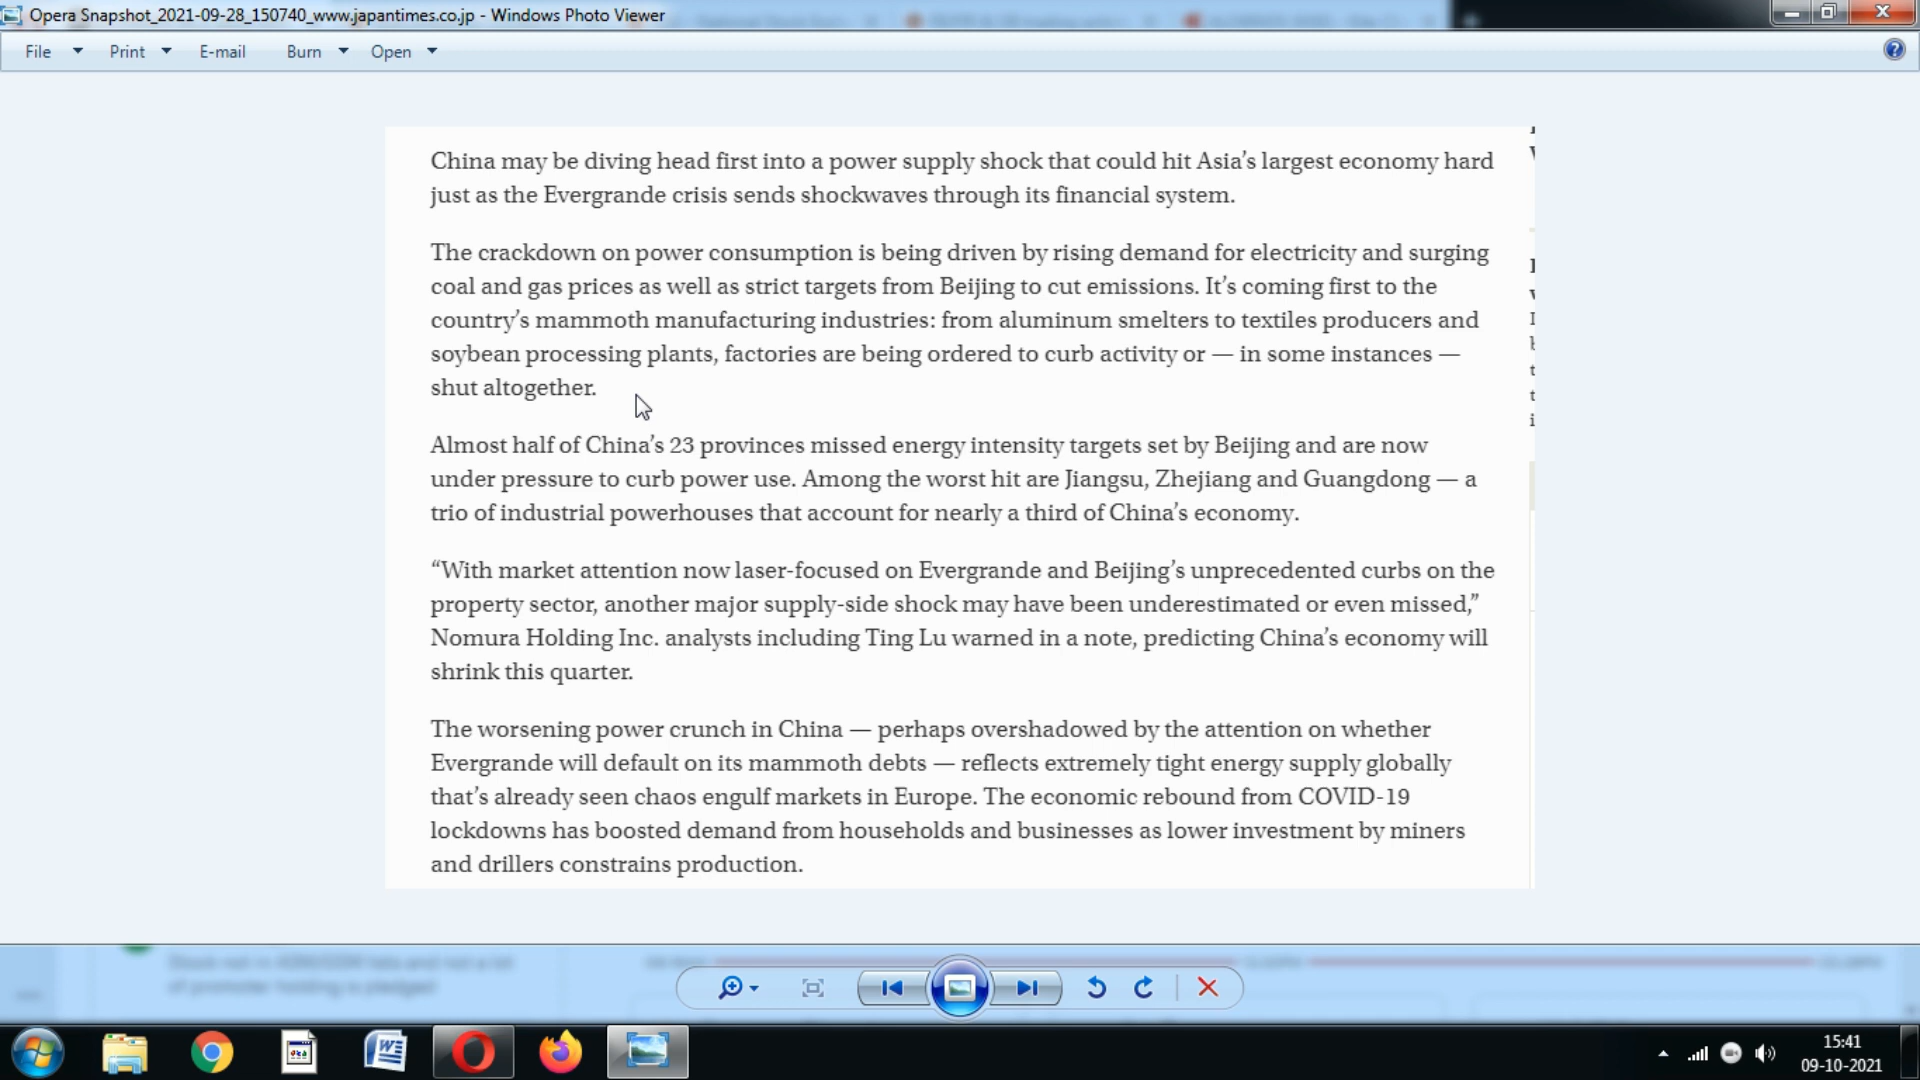 Opera Snapshot_2021-09-28_150740_www.japantimes.co.jp - Windows Photo Viewer
File Print E-mail Burn Open
China may be diving head first into a power supply shock that could hit Asia’s largest economy hard
just as the Evergrande crisis sends shockwaves through its financial system.
The crackdown on power consumption is being driven by rising demand for electricity and surging
coal and gas prices as well as strict targets from Beijing to cut emissions. It’s coming first to the
country’s mammoth manufacturing industries: from aluminum smelters to textiles producers and
soybean processing plants, factories are being ordered to curb activity or — in some instances —
shut altogether.
Almost half of China’s 23 provinces missed energy intensity targets set by Beijing and are now
under pressure to curb power use. Among the worst hit are Jiangsu, Zhejiang and Guangdong — a
trio of industrial powerhouses that account for nearly a third of China’s economy.
“With market attention now laser-focused on Evergrande and Beijing’s unprecedented curbs on the
property sector, another major supply-side shock may have been underestimated or even missed,”
Nomura Holding Inc. analysts including Ting Lu warned in a note, predicting China’s economy will
shrink this quarter.
The worsening power crunch in China — perhaps overshadowed by the attention on whether
Evergrande will default on its mammoth debts — reflects extremely tight energy supply globally
that’s already seen chaos engulf markets in Europe. The economic rebound from COVID-19
lockdowns has boosted demand from households and businesses as lower investment by miners
and drillers constrains production.
15:41
09-10-2021